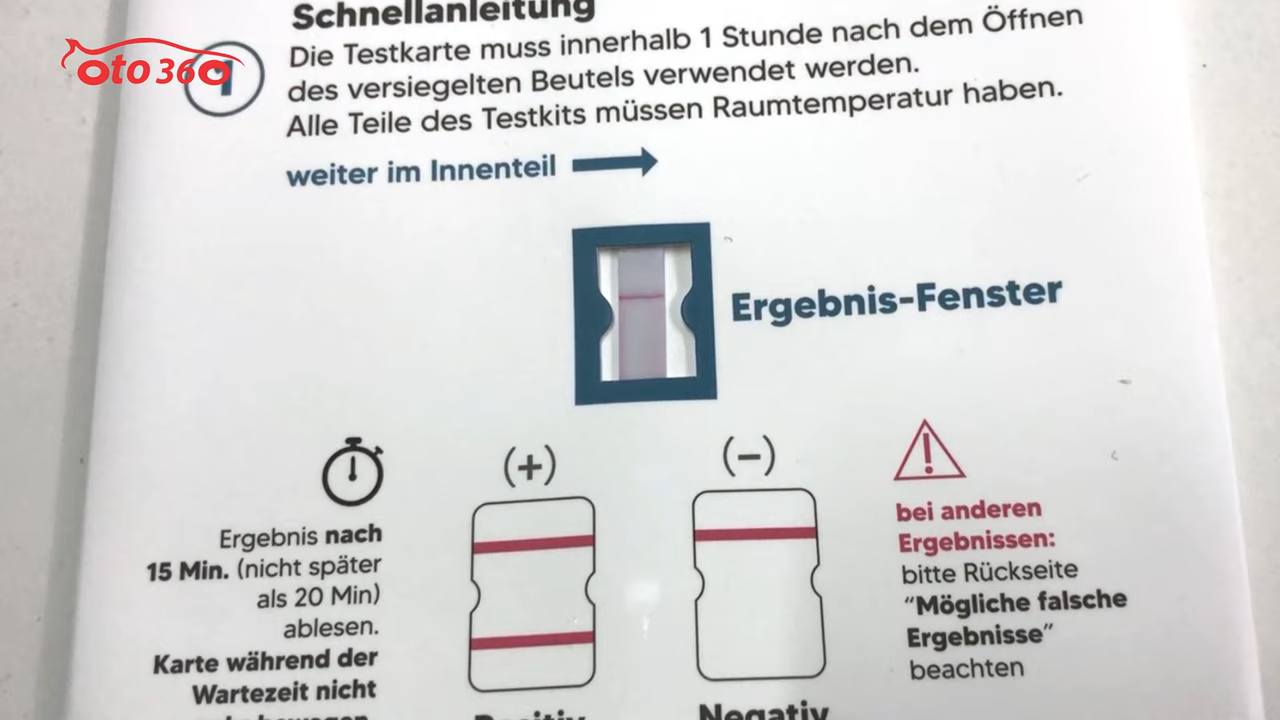 Schnellanleitung
oto360
1
Die Testkarte muss innerhalb 1 Stunde nach dem Öffnen
des versiegelten Beutels verwendet werden.
Alle Teile des Testkits müssen Raumtemperatur haben.
weiter im Innenteil
Ergebnis-Fenster
(+)
(−)
Ergebnis nach
15 Min. (nicht später
als 20 Min)
ablesen.
Karte während der
Wartezeit nicht
bei anderen
Ergebnissen:
bitte Rückseite
“Mögliche falsche
Ergebnisse”
beachten
Positiv
Negativ